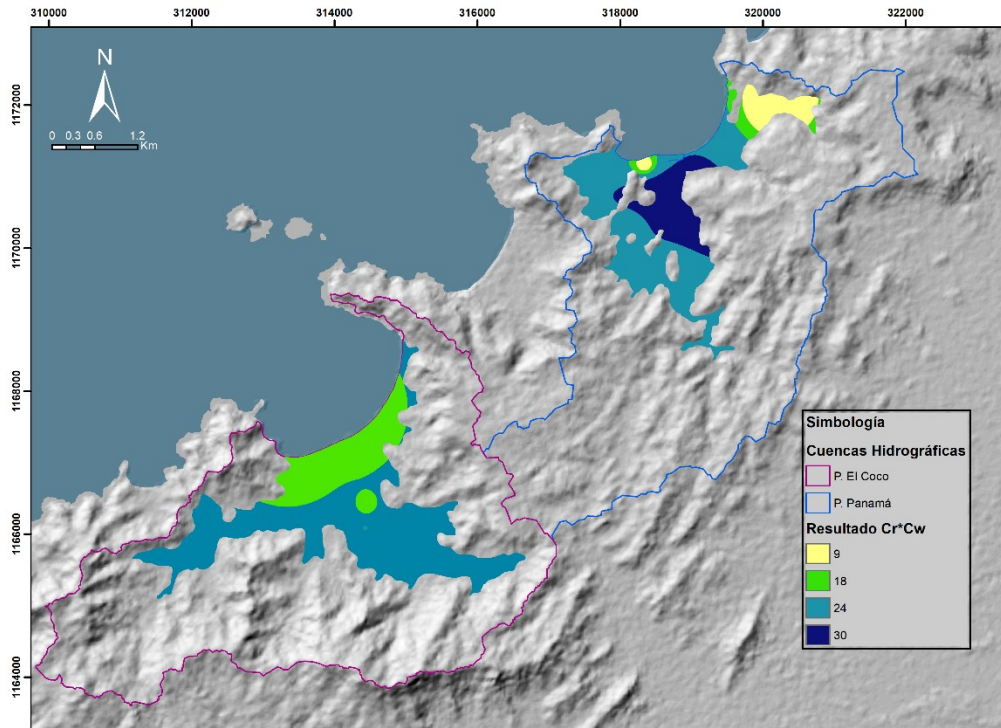 310000 312000 314000 316000 318000 320000 322000
N
0 0.3 0.6 1.2
Km
1172000
1170000
1168000
1166000
1164000
Simbología
Cuencas Hidrográficas
P. El Coco
P. Panamá
Resultado Cr*Cw
9
18
24
30